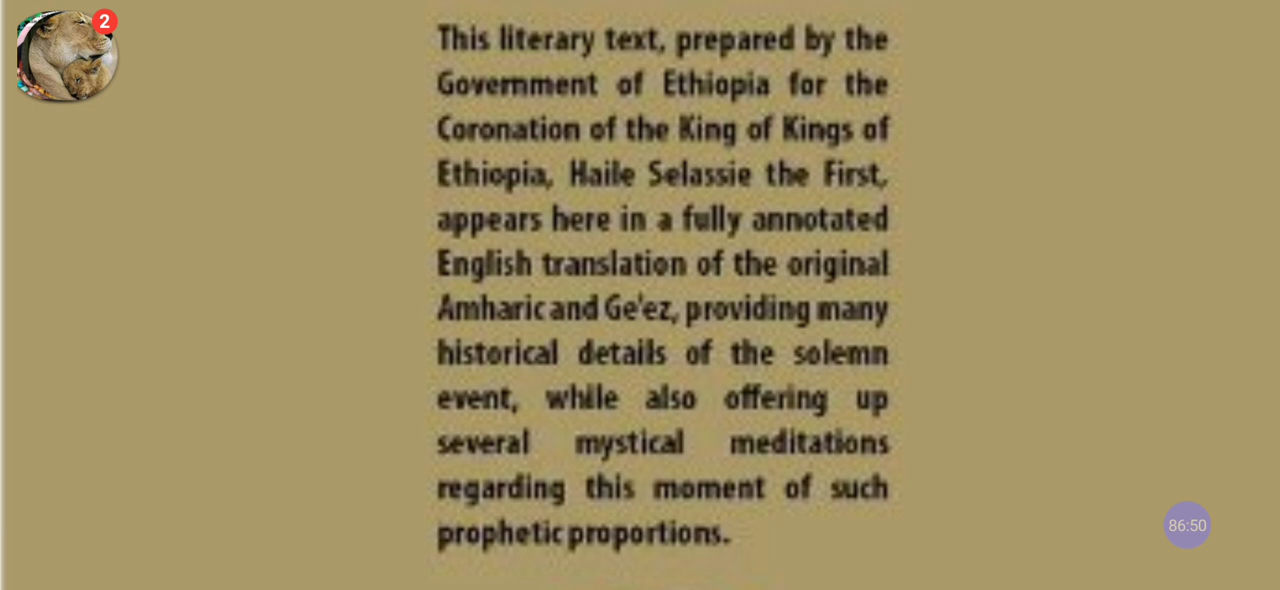 2
This literary text, prepared by the
Government of Ethiopia for the
Coronation of the King of Kings of
Ethiopia, Haile Selassie the First,
appears here in a fully annotated
English translation of the original
Amharic and Ge'ez, providing many
historical details of the solemn
event, while also offering up
several mystical meditations
regarding this moment of such
prophetic proportions.
86:50